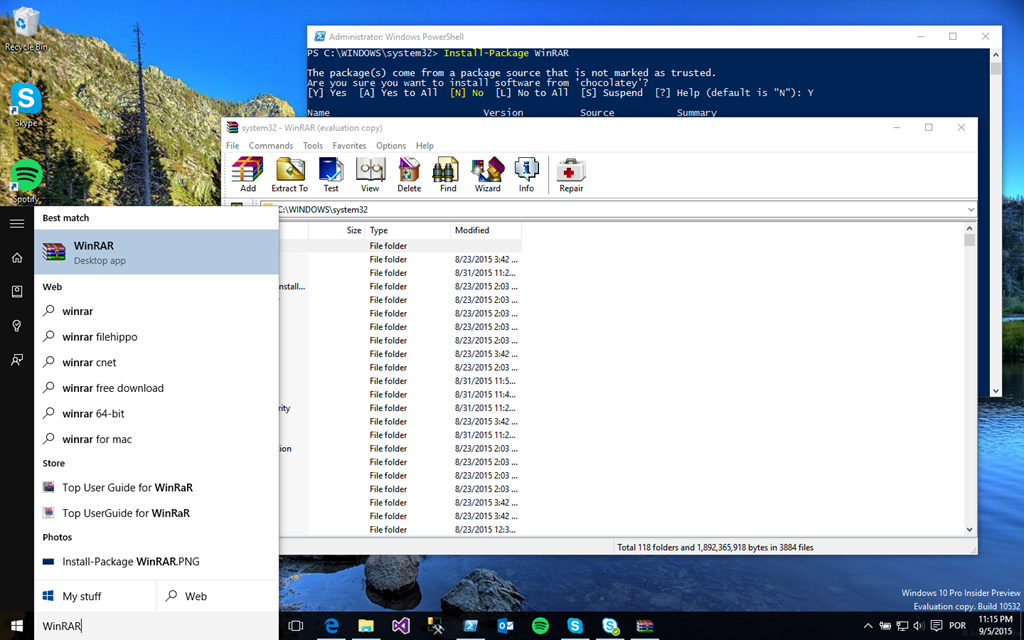 Recycle Bin
Skype
Spotify
Administrator: Windows PowerShell
PS C:\WINDOWS\system32> Install-Package WinRAR
The package(s) come from a package source that is not marked as trusted.
Are you sure you want to install software from 'chocolatey'?
[Y] Yes [A] Yes to All [N] No [L] No to All [S] Suspend [?] Help (default is "N"): Y
Name Version Source Summary
system32 - WinRAR (evaluation copy)
File Commands Tools Favorites Options Help
Add Extract To Test View Delete Find Wizard Info Repair
C:\WINDOWS\system32
Size Type Modified
File folder
File folder 8/23/2015 3:42 ...
File folder 8/31/2015 11:2...
nstall... File folder 8/23/2015 2:03 ...
File folder 8/23/2015 2:03 ...
File folder 8/23/2015 2:03 ...
File folder 8/23/2015 2:03 ...
File folder 8/23/2015 2:03 ...
File folder 8/23/2015 3:42 ...
File folder 8/23/2015 2:03 ...
File folder 8/31/2015 11:5...
File folder 8/31/2015 11:4...
rity File folder 8/31/2015 11:2...
File folder 8/23/2015 3:42 ...
File folder 8/31/2015 11:2...
tion File folder 8/23/2015 2:03 ...
File folder 8/23/2015 2:03 ...
File folder 8/23/2015 2:03 ...
File folder 8/23/2015 2:03 ...
File folder 8/23/2015 3:42 ...
File folder 8/23/2015 3:42 ...
File folder 8/23/2015 12:3...
Total 118 folders and 1,892,365,918 bytes in 3884 files
Best match
WinRAR
Desktop app
Web
winrar
winrar filehippo
winrar cnet
winrar free download
winrar 64-bit
winrar for mac
Store
Top User Guide for WinRaR
Top UserGuide for WinRaR
Photos
Install-Package WinRAR.PNG
My stuff Web
WinRAR
Windows 10 Pro Insider Preview
Evaluation copy. Build 10532
POR
11:15 PM
9/5/2015